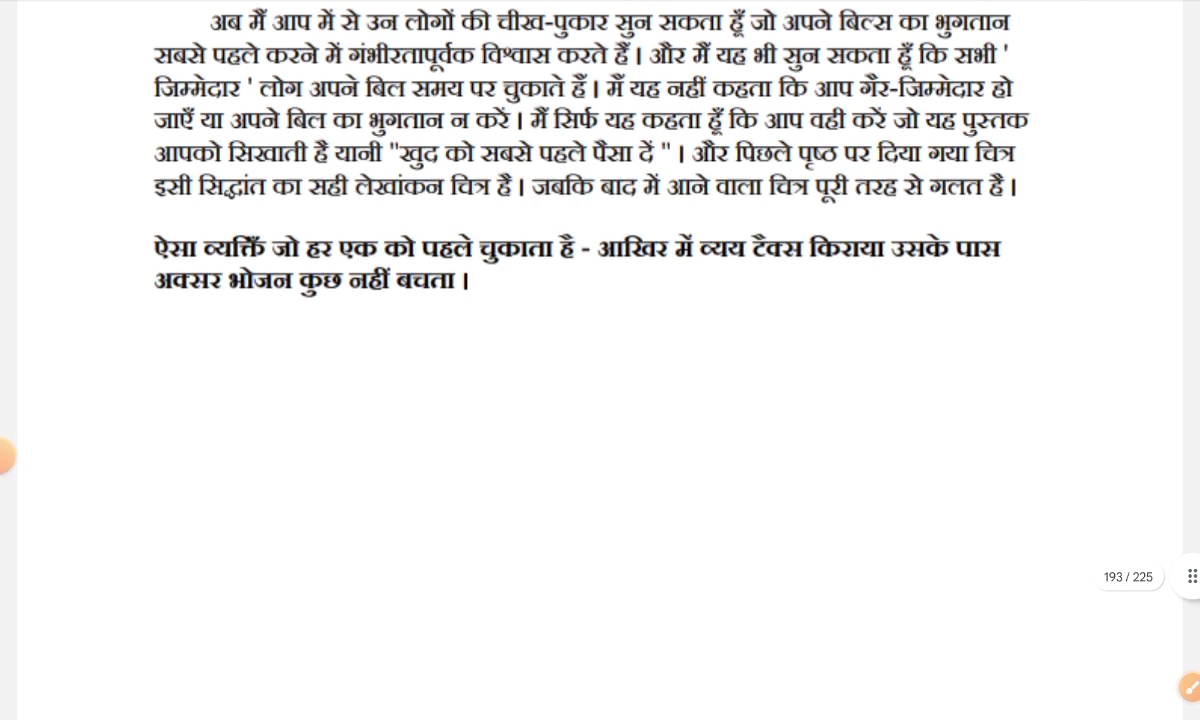 अब मैं आप में से उन लोगों की चीख-पुकार सुन सकता हूँ जो अपने बिल्स का भुगतान
सबसे पहले करने में गंभीरतापूर्वक विश्वास करते हैं। और मैं यह भी सुन सकता हूँ कि सभी '
जिम्मेदार ' लोग अपने बिल समय पर चुकाते हैं। मैं यह नहीं कहता कि आप गैर-जिम्मेदार हो
जाएँ या अपने बिल का भुगतान न करें। मैं सिर्फ यह कहता हूँ कि आप वही करें जो यह पुस्तक
आपको सिखाती है यानी "खुद को सबसे पहले पैसा दें "। और पिछले पृष्ठ पर दिया गया चित्र
इसी सिद्धांत का सही लेखांकन चित्र है। जबकि बाद में आने वाला चित्र पूरी तरह से गलत है।
ऐसा व्यक्तिँ जो हर एक को पहले चुकाता है - आखिर में व्यय टैक्स किराया उसके पास
अक्सर भोजन कुछ नहीं बचता।
193 / 225